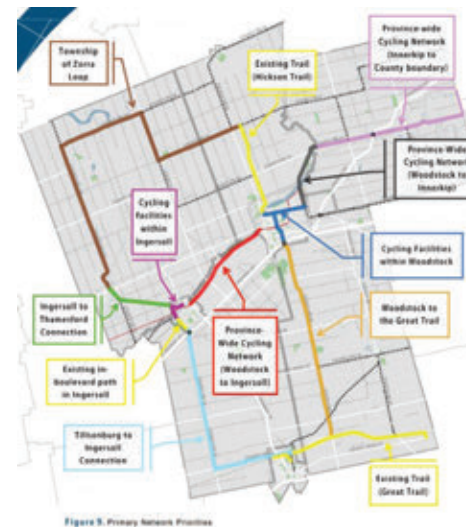 Township
of Zorra
Loop
Existing Trail
(Hickson Trail)
Province-wide
Cycling Network
(Innerkip to
County boundary)
Province-Wide
Cycling Network
(Woodstock to
Innerkip)
Cycling
Facilities
within
Ingersoll
Cycling Facilities
within Woodstock
Ingersoll to
Thamesford
Connection
Province-
Wide Cycling
Network
(Woodstock
to Ingersoll)
Woodstock to
the Great Trail
Existing in-
boulevard path
in Ingersoll
Tillsonburg to
Ingersoll
Connection
Existing Trail
(Great Trail)
Figure 5. Primary Network Priorities